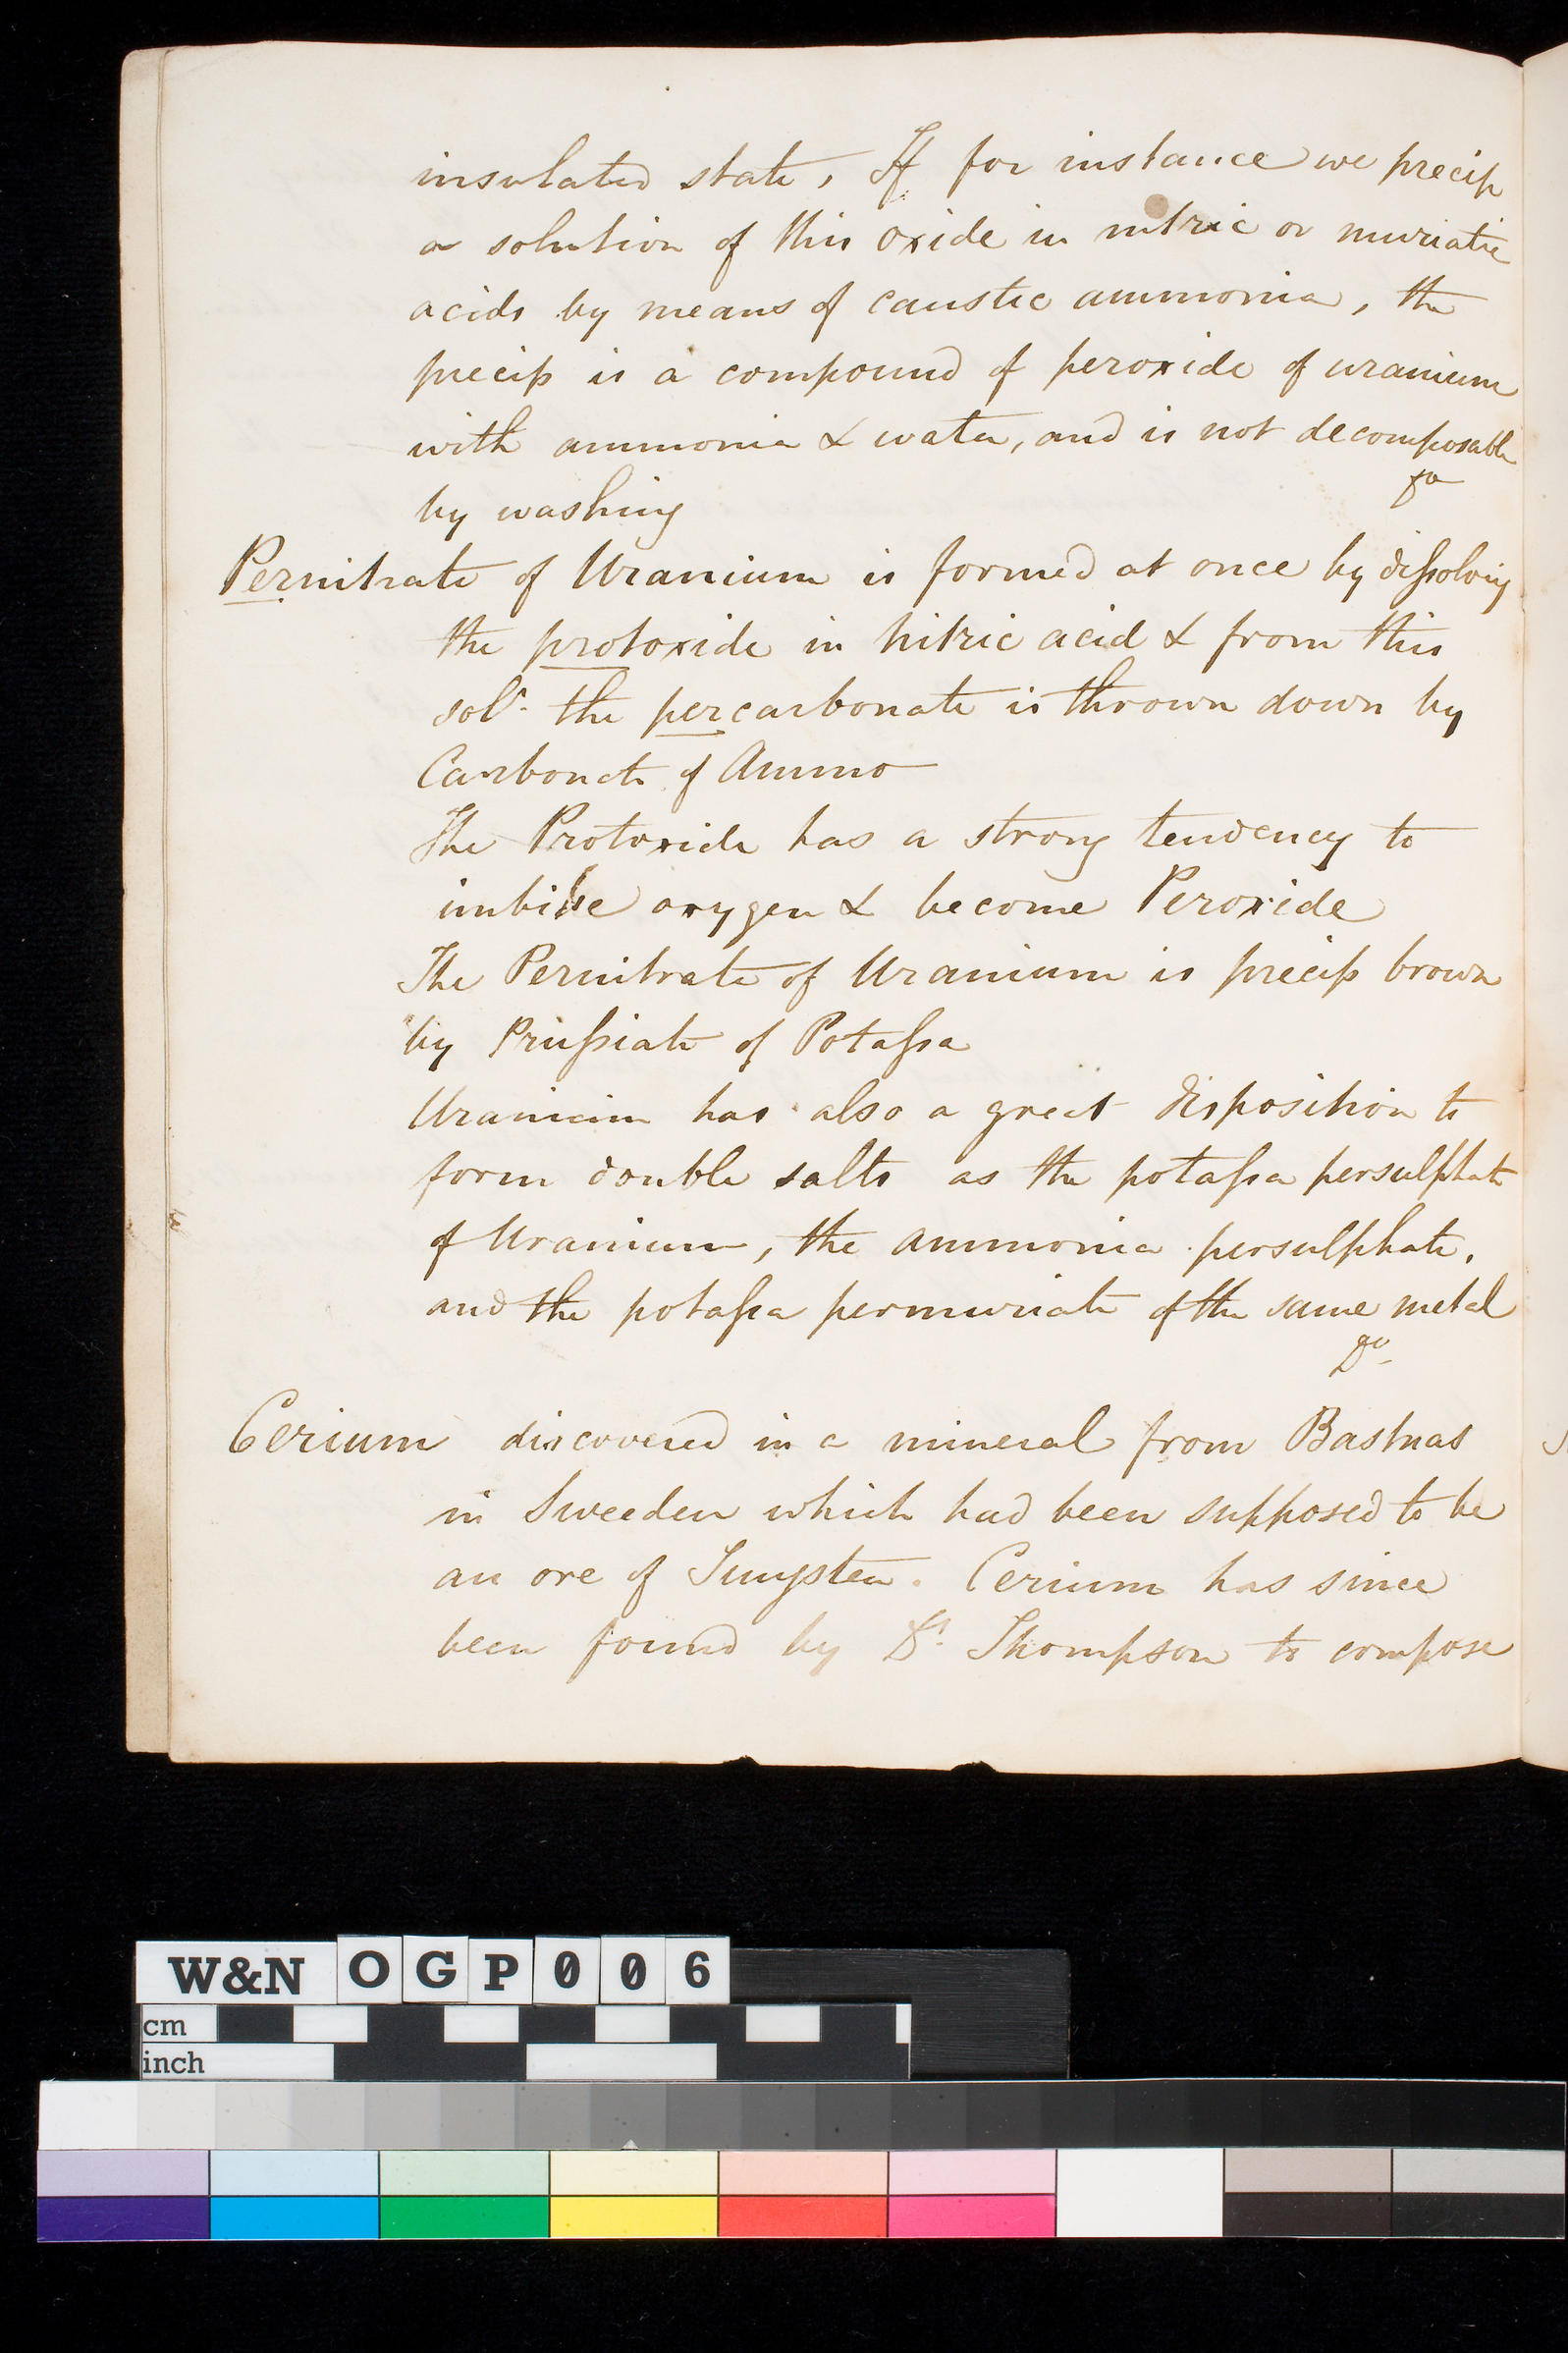 insulated state, If for instance we precip
a solution of this oxide in nitric or muriatic
acids by means of caustic ammonia, the
precip is a compound of peroxide of uranium
with ammonia & water, and is not decomposable
by washing
Pernitrate of Uranium is formed at once by dissolving
the protoxide in nitric acid & from this
sol^n. the percarbonate is thrown down by
Carbonate of Ammo
The Protoxide has a strong tendency to
imbibe oxygen & become Peroxide
The Pernitrate of Uranium is precip brown
by Prussiate of Potassa
Uranium has also a great disposition to
form double salts as the potassa persulphate
of Uranium, the ammonia persulphate,
and the potassa permuriate of the same metal
D^o.
Cerium discovered in a mineral from Bastnas
in Sweeden which had been supposed to be
an ore of Tungsten. Cerium has since
been found by D^r. Thompson to compose
W&N OGP006
cm
inch